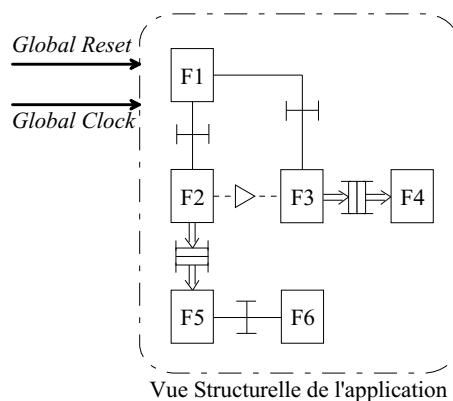 Global Reset
F1
Global Clock
F2
F3
F4
F5
F6
Vue Structurelle de l'application